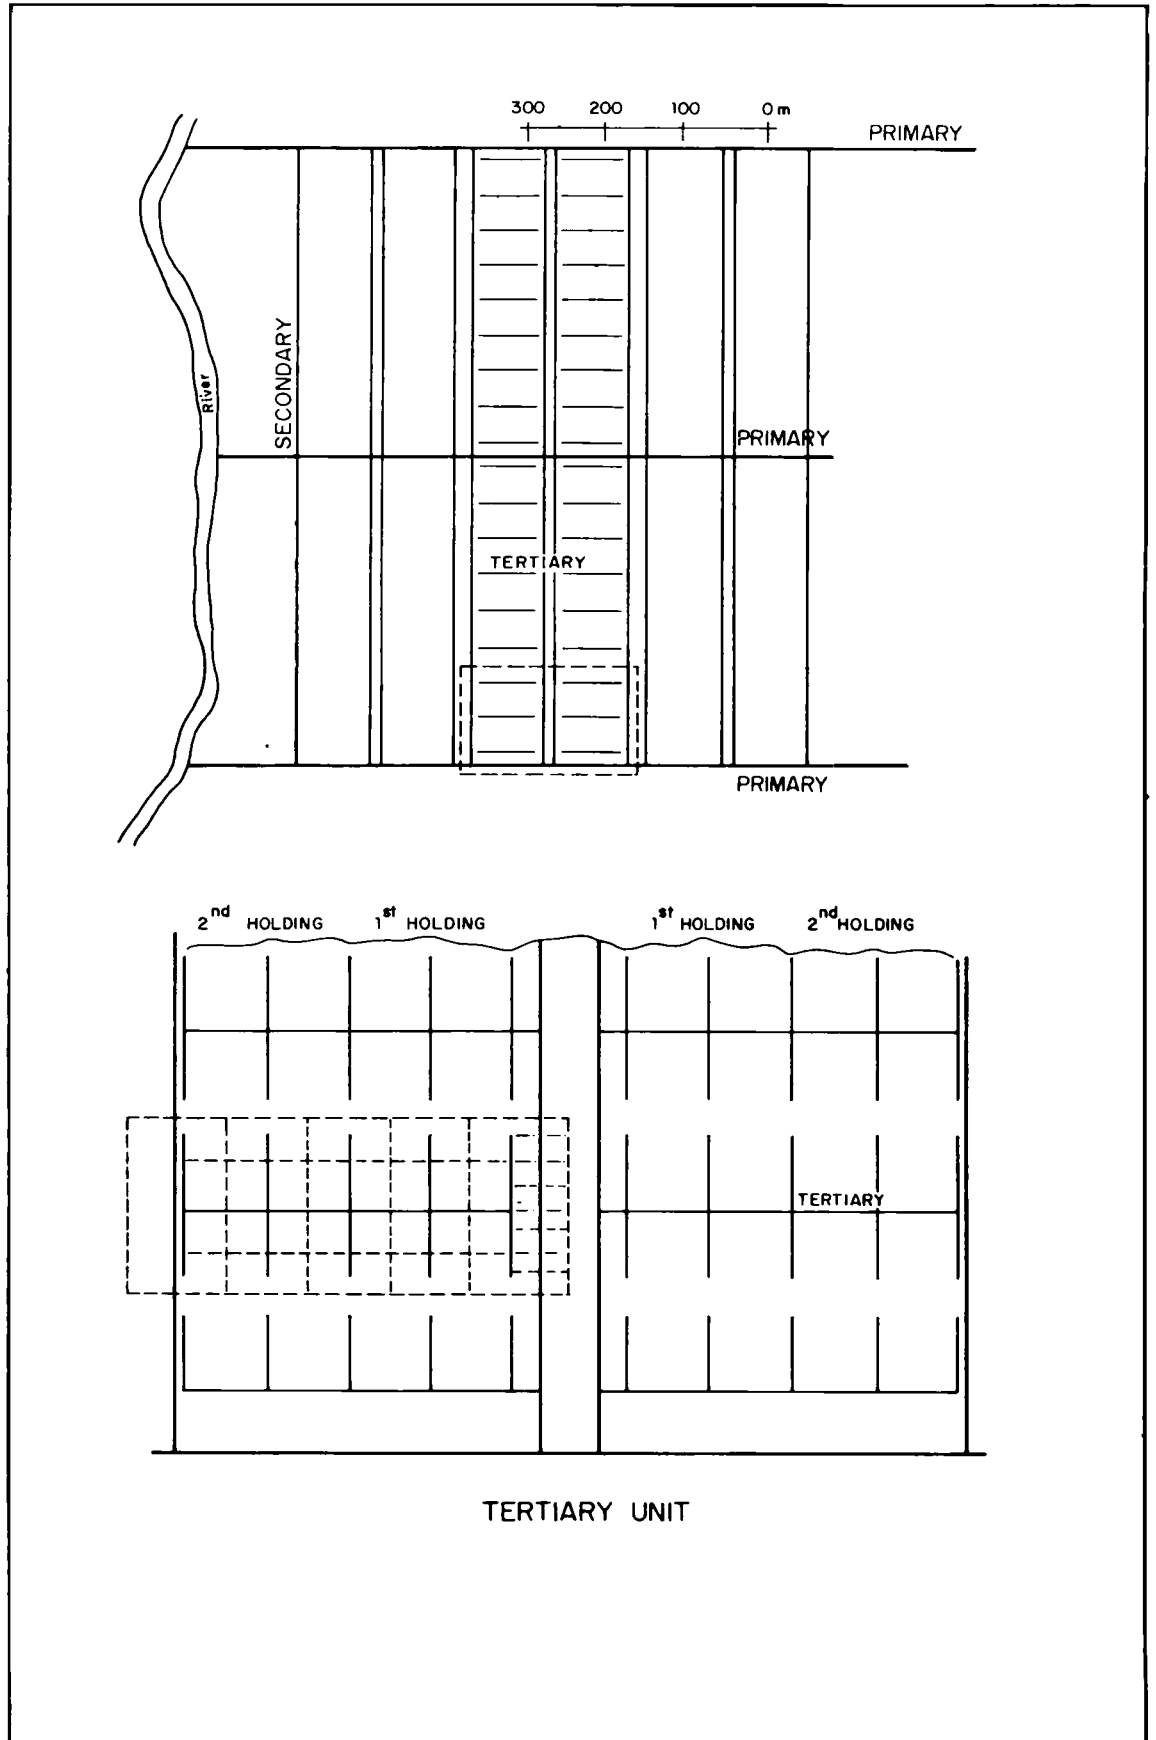 300 200 100 0 m
PRIMARY
SECONDARY
River
PRIMARY
TERTIARY
PRIMARY
2nd HOLDING 1st HOLDING 1st HOLDING 2nd HOLDING
TERTIARY
TERTIARY UNIT